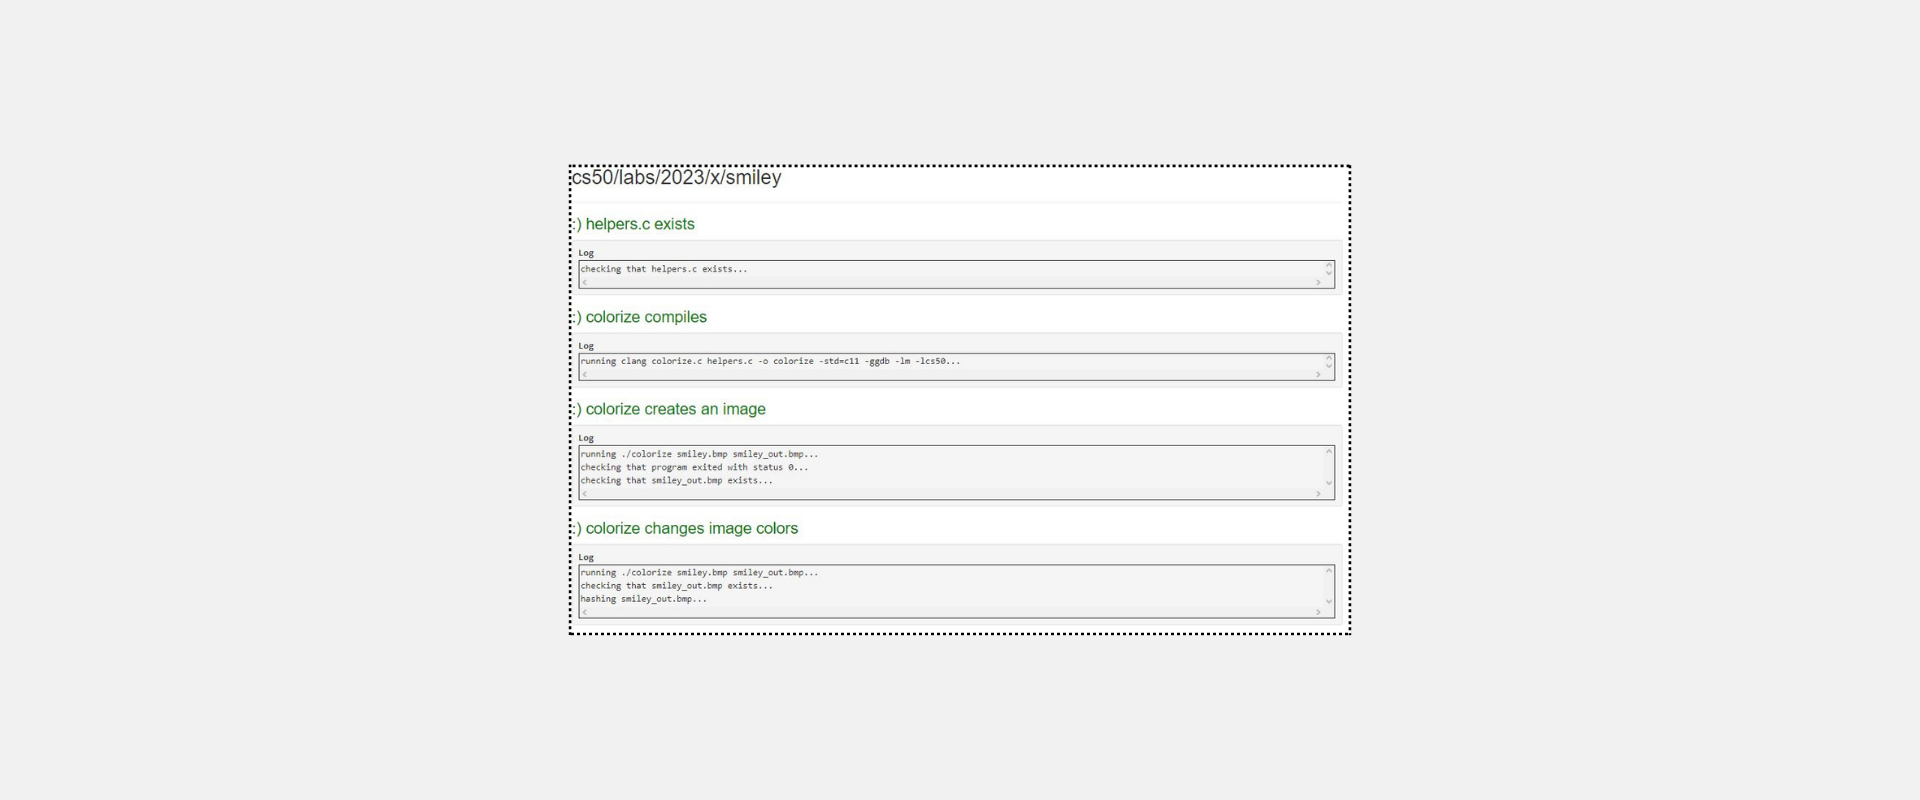 cs50/labs/2023/x/smiley
:) helpers.c exists
Log
checking that helpers.c exists...
:) colorize compiles
Log
running clang colorize.c helpers.c -o colorize -std=c11 -ggdb -lm -lcs50...
:) colorize creates an image
Log
running ./colorize smiley.bmp smiley_out.bmp...
checking that program exited with status 0...
checking that smiley_out.bmp exists...
:) colorize changes image colors
Log
running ./colorize smiley.bmp smiley_out.bmp...
checking that smiley_out.bmp exists...
hashing smiley_out.bmp...